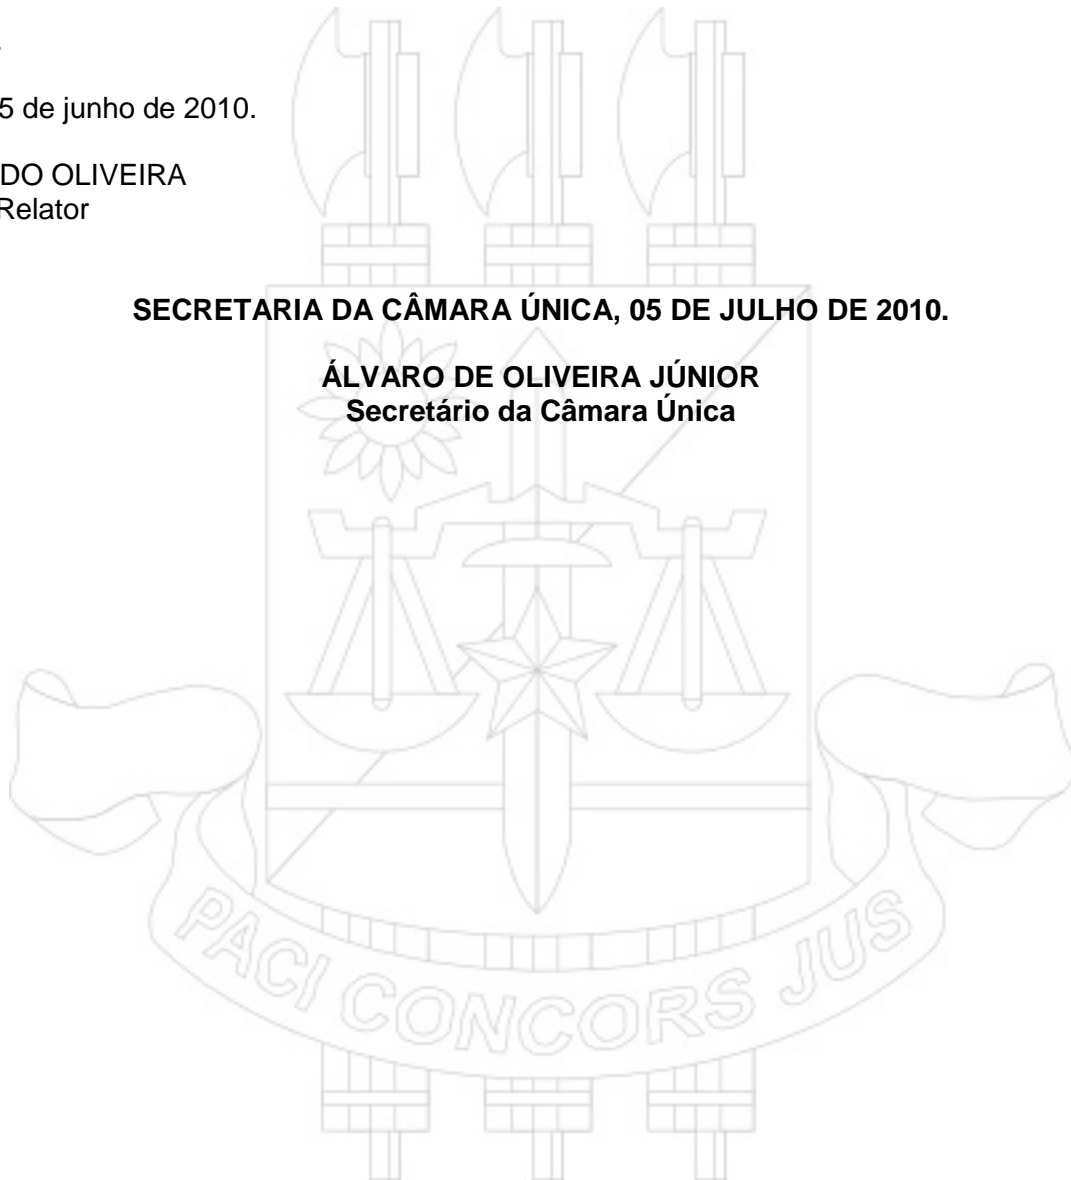 5 de junho de 2010.
DO OLIVEIRA
Relator
SECRETARIA DA CÂMARA ÚNICA, 05 DE JULHO DE 2010.
ÁLVARO DE OLIVEIRA JÚNIOR
Secretário da Câmara Única
PACI CONCORS JUS